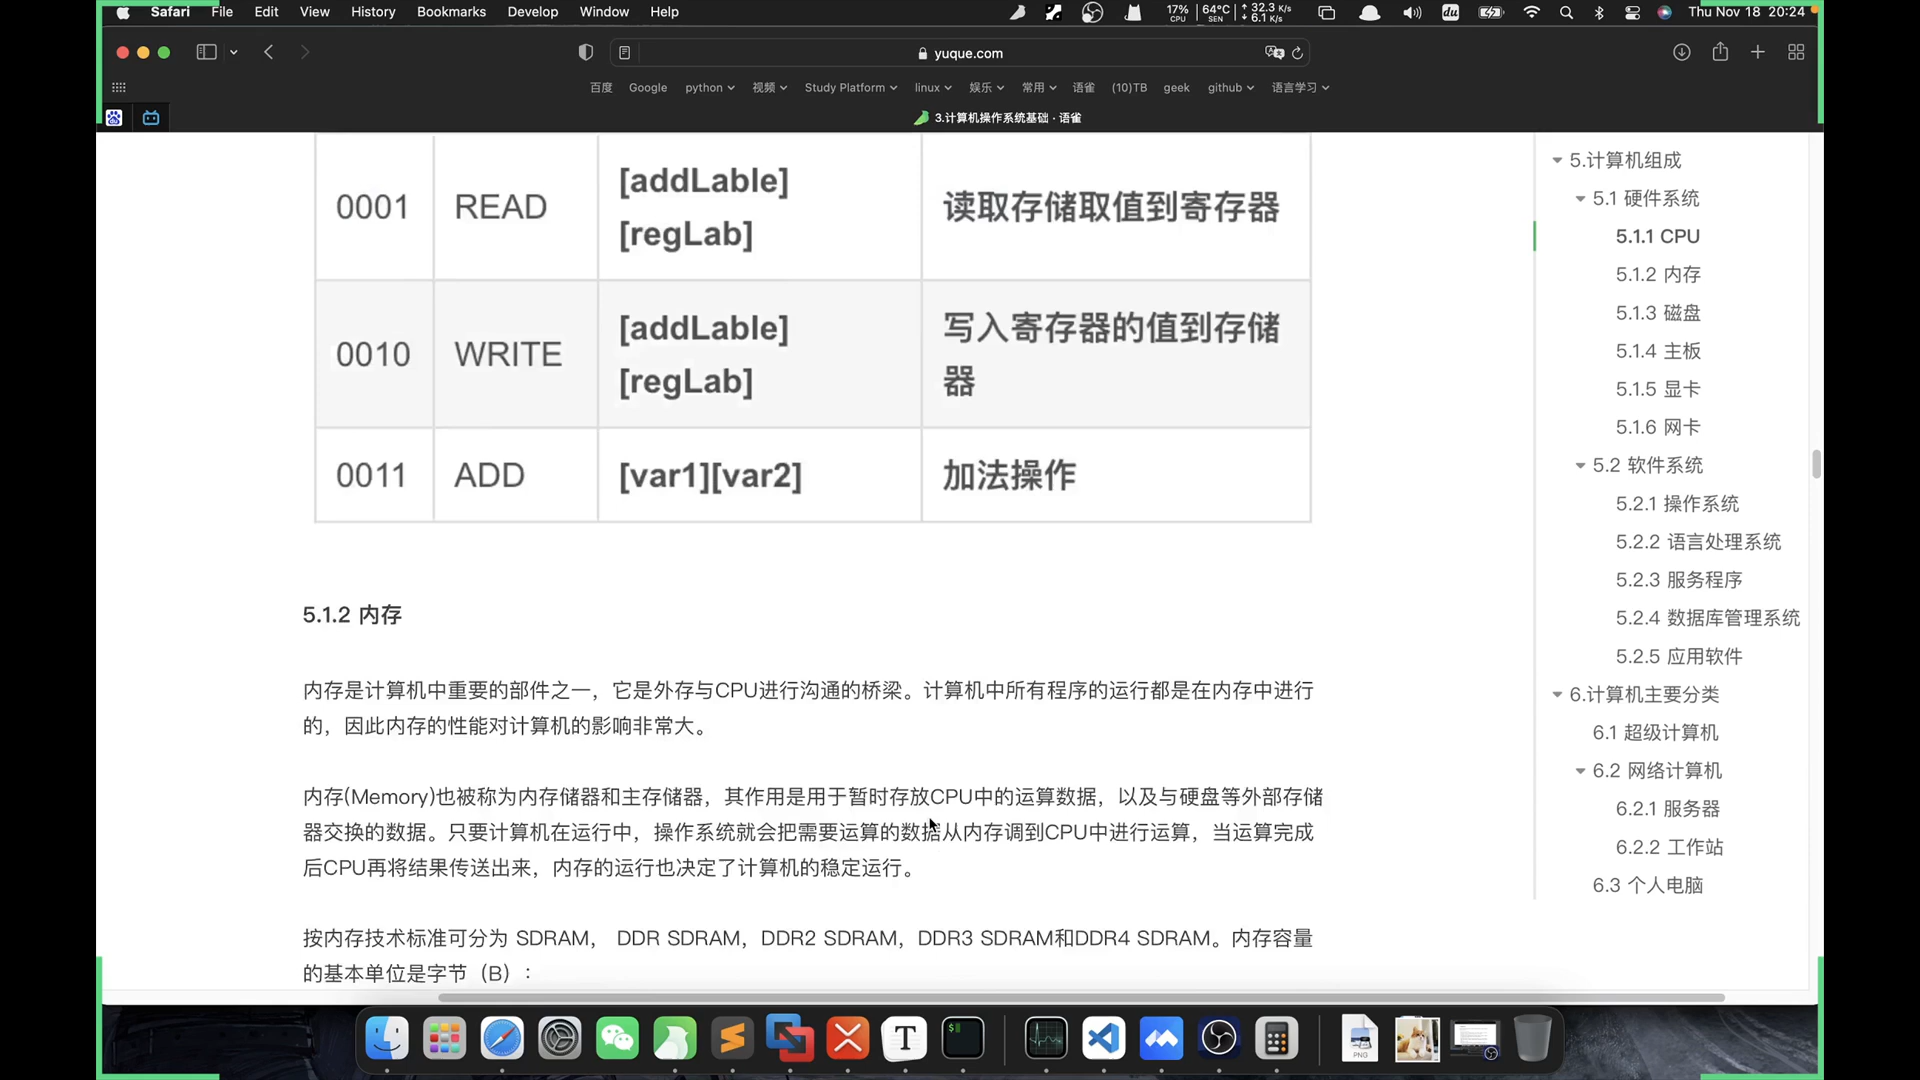 Safari File Edit View History Bookmarks Develop Window Help
17% CPU 64°C SEN 32.3 K/s 6.1 K/s du Thu Nov 18 20:24
yuque.com
百度 Google python 视频 Study Platform linux 娱乐 常用 语雀 (10)TB geek github 语言学习
3.计算机操作系统基础 · 语雀
0001 READ [addLable] [regLab] 读取存储取值到寄存器
0010 WRITE [addLable] [regLab] 写入寄存器的值到存储器
0011 ADD [var1][var2] 加法操作
5.1.2 内存
内存是计算机中重要的部件之一，它是外存与CPU进行沟通的桥梁。计算机中所有程序的运行都是在内存中进行
的，因此内存的性能对计算机的影响非常大。
内存(Memory)也被称为内存储器和主存储器，其作用是用于暂时存放CPU中的运算数据，以及与硬盘等外部存储
器交换的数据。只要计算机在运行中，操作系统就会把需要运算的数据从内存调到CPU中进行运算，当运算完成
后CPU再将结果传送出来，内存的运行也决定了计算机的稳定运行。
按内存技术标准可分为 SDRAM， DDR SDRAM，DDR2 SDRAM，DDR3 SDRAM和DDR4 SDRAM。内存容量
的基本单位是字节（B）：
5.计算机组成
5.1 硬件系统
5.1.1 CPU
5.1.2 内存
5.1.3 磁盘
5.1.4 主板
5.1.5 显卡
5.1.6 网卡
5.2 软件系统
5.2.1 操作系统
5.2.2 语言处理系统
5.2.3 服务程序
5.2.4 数据库管理系统
5.2.5 应用软件
6.计算机主要分类
6.1 超级计算机
6.2 网络计算机
6.2.1 服务器
6.2.2 工作站
6.3 个人电脑
T
$
PNG